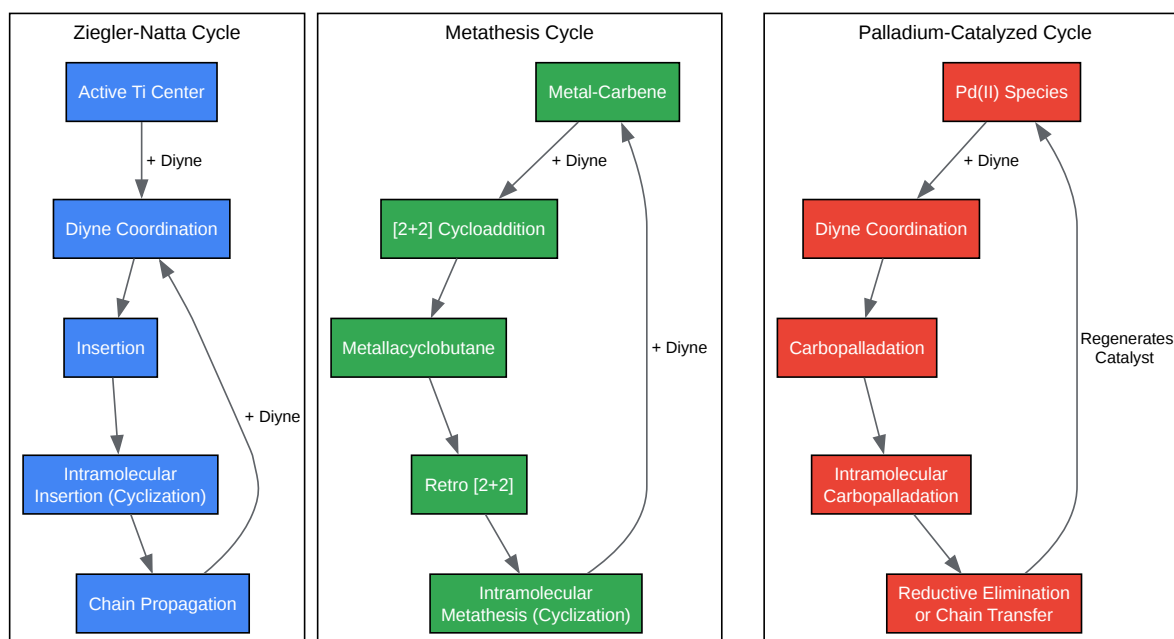 Ziegler-Natta Cycle
Active Ti Center
+ Diyne
Diyne Coordination
Insertion
+ Diyne
Intramolecular
Insertion (Cyclization)
Chain Propagation
Metathesis Cycle
Metal-Carbene
+ Diyne
[2+2] Cycloaddition
Metallacyclobutane
+ Diyne
Retro [2+2]
Intramolecular
Metathesis (Cyclization)
Palladium-Catalyzed Cycle
Pd(II) Species
+ Diyne
Diyne Coordination
Carbopalladation
Regenerates
Catalyst
Intramolecular
Carbopalladation
Reductive Elimination
or Chain Transfer